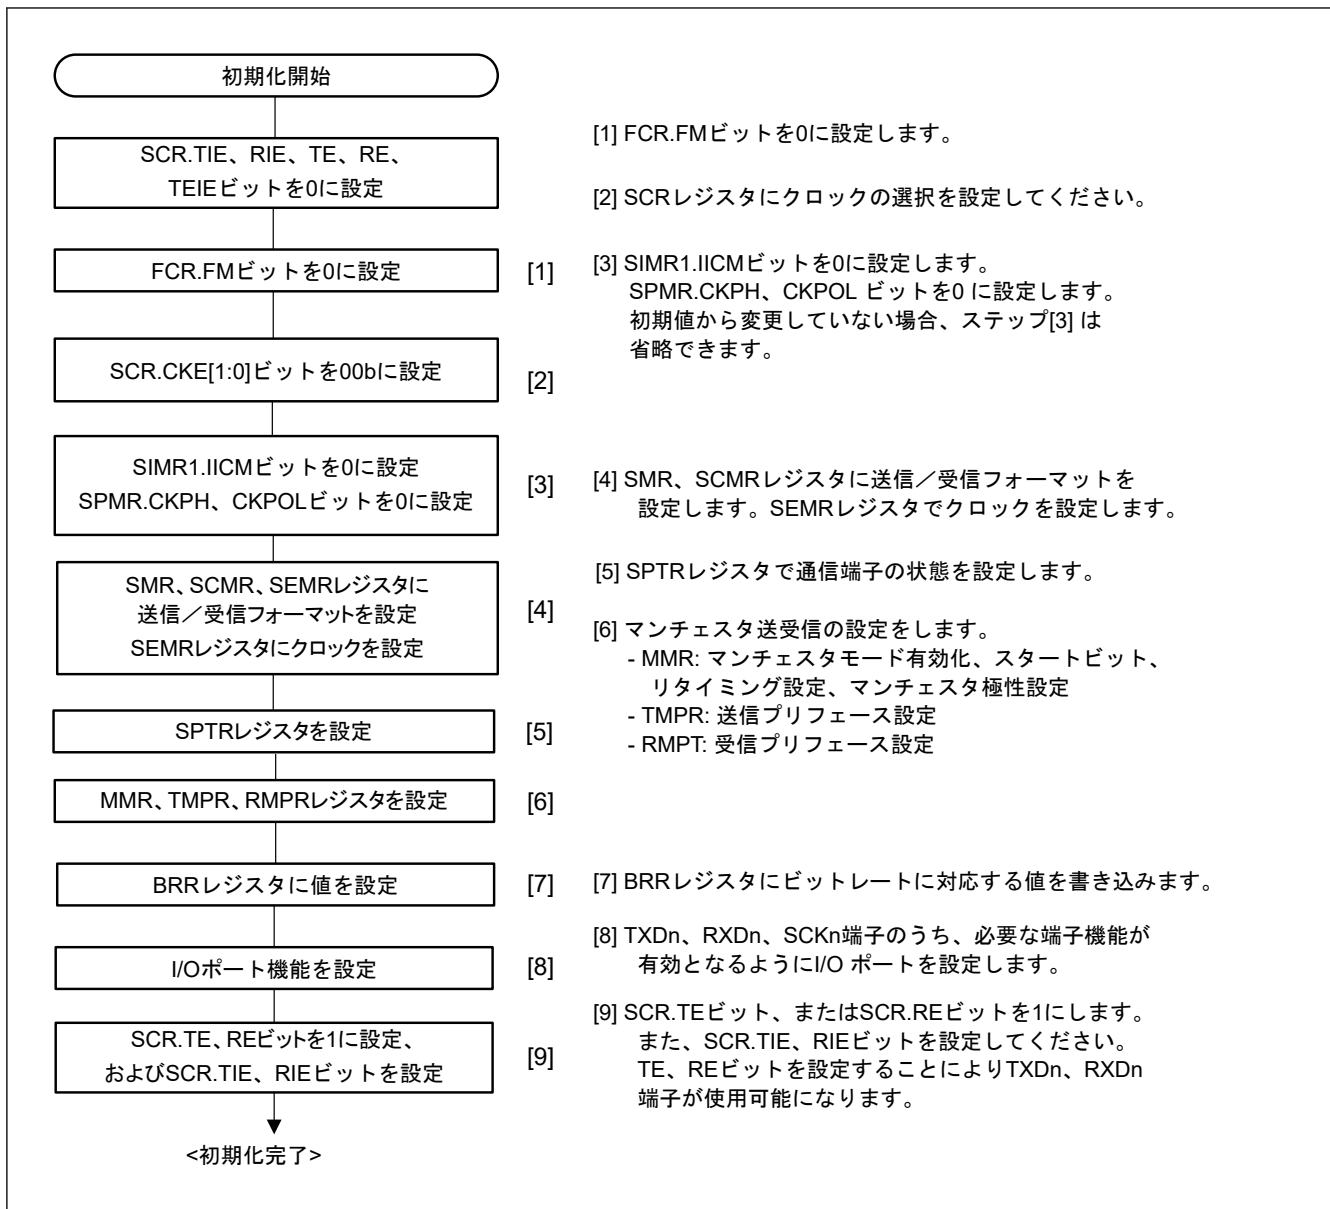 初期化開始
SCR.TIE、RIE、TE、RE、
TEIEビットを0に設定
FCR.FMビットを0に設定
[1]
SCR.CKE[1:0]ビットを00bに設定
[2]
SIMR1.IICMビットを0に設定
SPMR.CKPH、CKPOLビットを0に設定
[3]
SMR、SCMR、SEMRレジスタに
送信／受信フォーマットを設定
SEMRレジスタにクロックを設定
[4]
SPTRレジスタを設定
[5]
MMR、TMPR、RMPRレジスタを設定
[6]
BRRレジスタに値を設定
[7]
I/Oポート機能を設定
[8]
SCR.TE、REビットを1に設定、
およびSCR.TIE、RIEビットを設定
[9]
<初期化完了>
[1] FCR.FMビットを0に設定します。
[2] SCRレジスタにクロックの選択を設定してください。
[3] SIMR1.IICMビットを0に設定します。
SPMR.CKPH、CKPOL ビットを0 に設定します。
初期値から変更していない場合、ステップ[3] は
省略できます。
[4] SMR、SCMRレジスタに送信／受信フォーマットを
設定します。SEMRレジスタでクロックを設定します。
[5] SPTRレジスタで通信端子の状態を設定します。
[6] マンチェスタ送受信の設定をします。
- MMR: マンチェスタモード有効化、スタートビット、
リタイミング設定、マンチェスタ極性設定
- TMPR: 送信プリフェース設定
- RMPT: 受信プリフェース設定
[7] BRRレジスタにビットレートに対応する値を書き込みます。
[8] TXDn、RXDn、SCKn端子のうち、必要な端子機能が
有効となるようにI/O ポートを設定します。
[9] SCR.TEビット、またはSCR.REビットを1にします。
また、SCR.TIE、RIEビットを設定してください。
TE、REビットを設定することによりTXDn、RXDn
端子が使用可能になります。